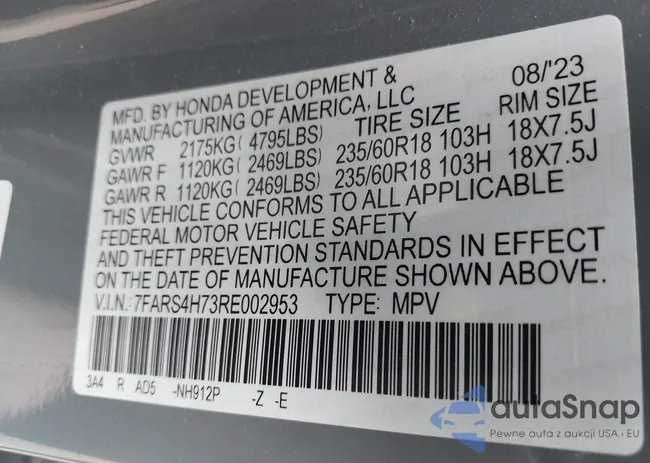 MFD. BY HONDA DEVELOPMENT & 08/'23
MANUFACTURING OF AMERICA, LLC
GVWR 2175KG( 4795LBS) TIRE SIZE RIM SIZE
GAWR F 1120KG( 2469LBS) 235/60R18 103H 18X7.5J
GAWR R 1120KG( 2469LBS) 235/60R18 103H 18X7.5J
THIS VEHICLE CONFORMS TO ALL APPLICABLE
FEDERAL MOTOR VEHICLE SAFETY
AND THEFT PREVENTION STANDARDS IN EFFECT
ON THE DATE OF MANUFACTURE SHOWN ABOVE.
V.I.N.: 7FARS4H73RE002953 TYPE: MPV
3A4 R AD5 -NH912P -Z -E
autaSnap
Pewne auta z aukcji USA i EU